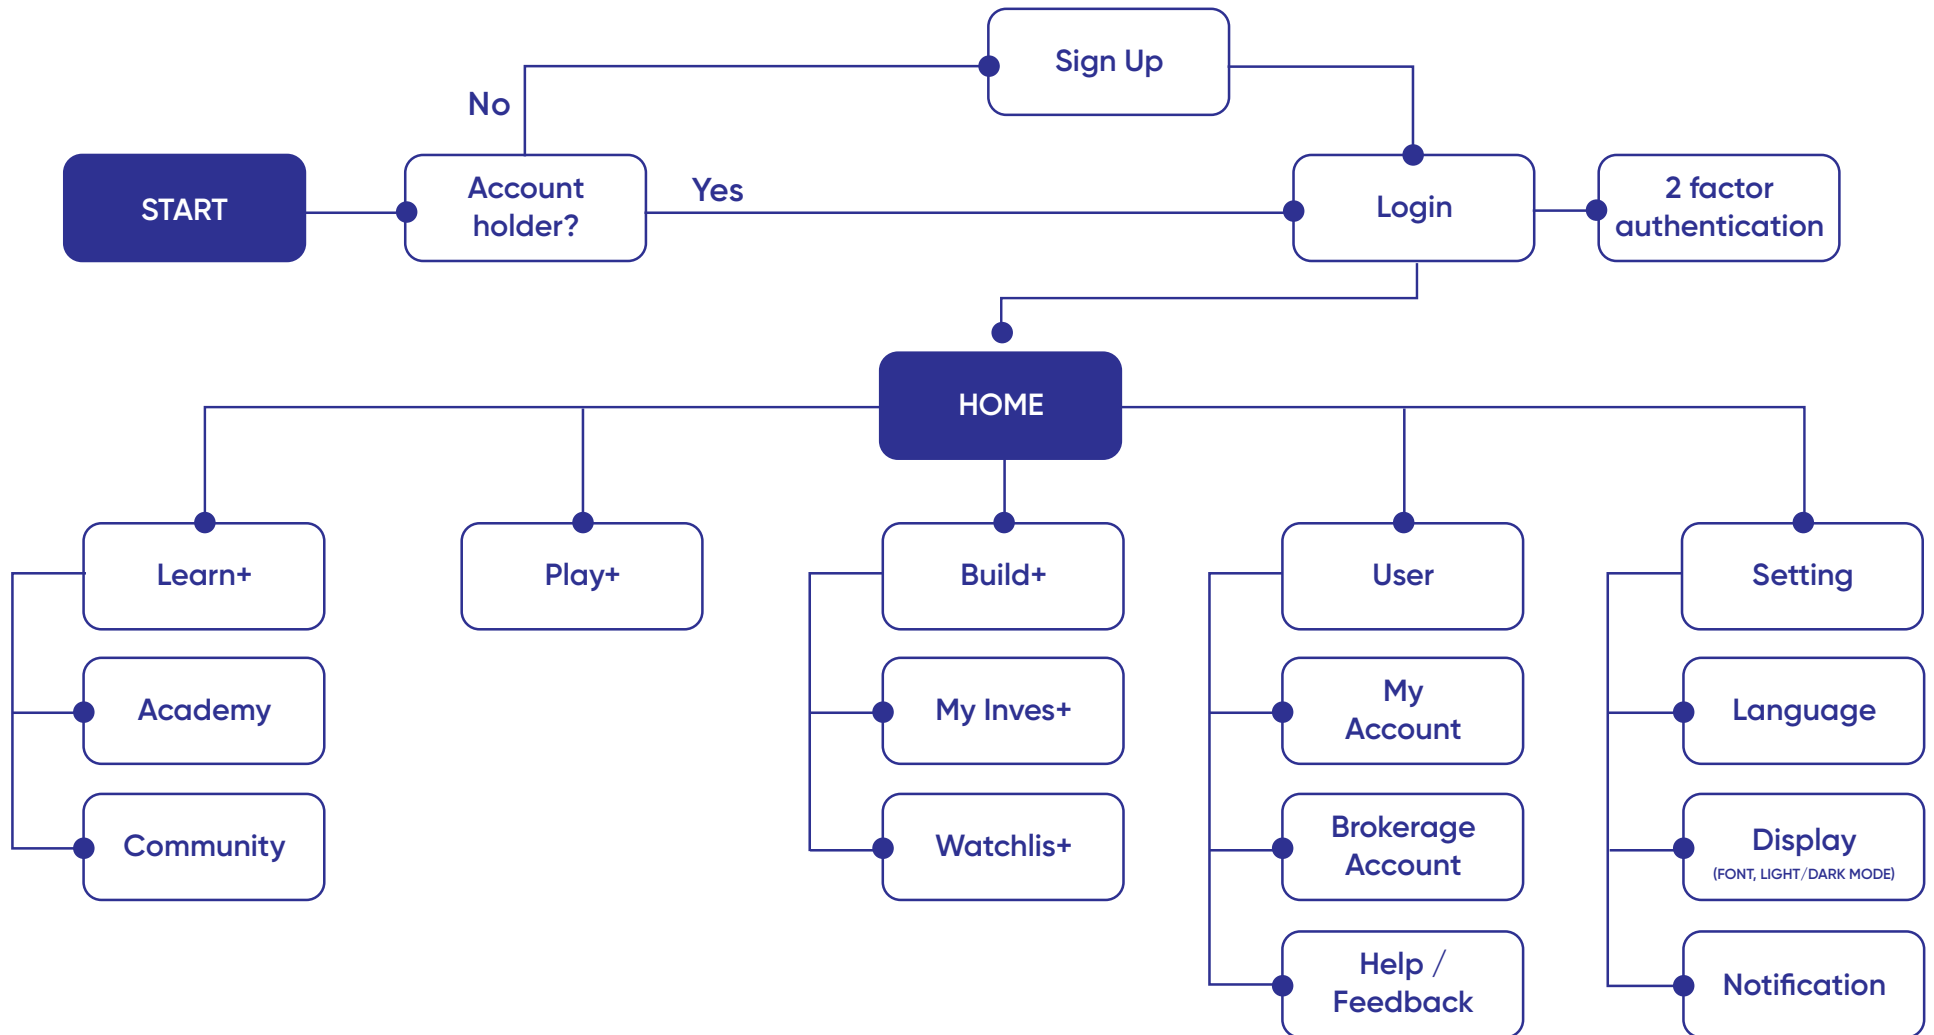 Sign Up
No
START
Account
holder?
Yes
Login
2 factor
authentication
HOME
Learn+
Play+
Build+
User
Setting
Academy
My Inves+
My
Account
Language
Community
Watchlis+
Brokerage
Account
Display
(FONT, LIGHT/DARK MODE)
Help /
Feedback
Notification